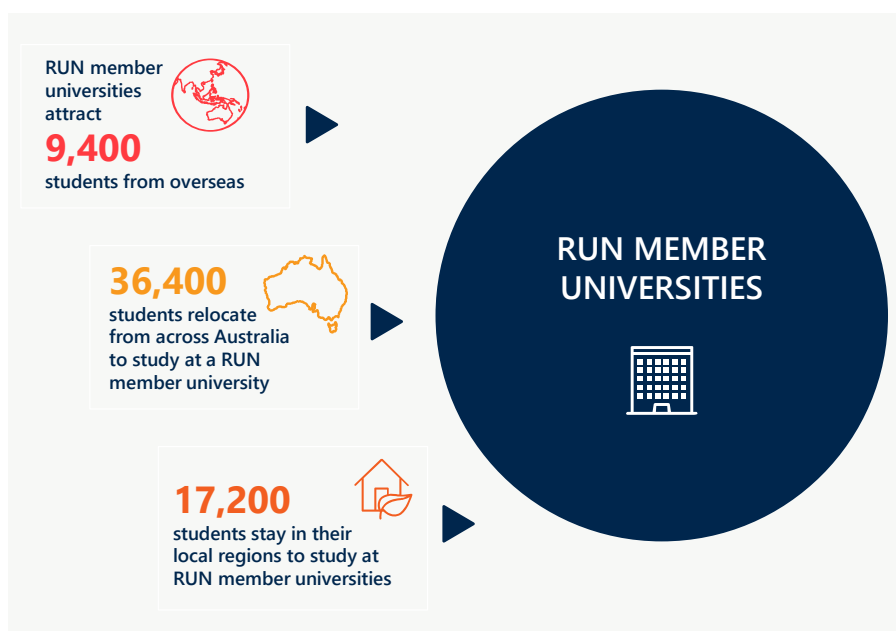 RUN member
universities
attract
9,400
students from overseas
36,400
students relocate
from across Australia
to study at a RUN
member university
17,200
students stay in their
local regions to study at
RUN member universities
RUN MEMBER
UNIVERSITIES